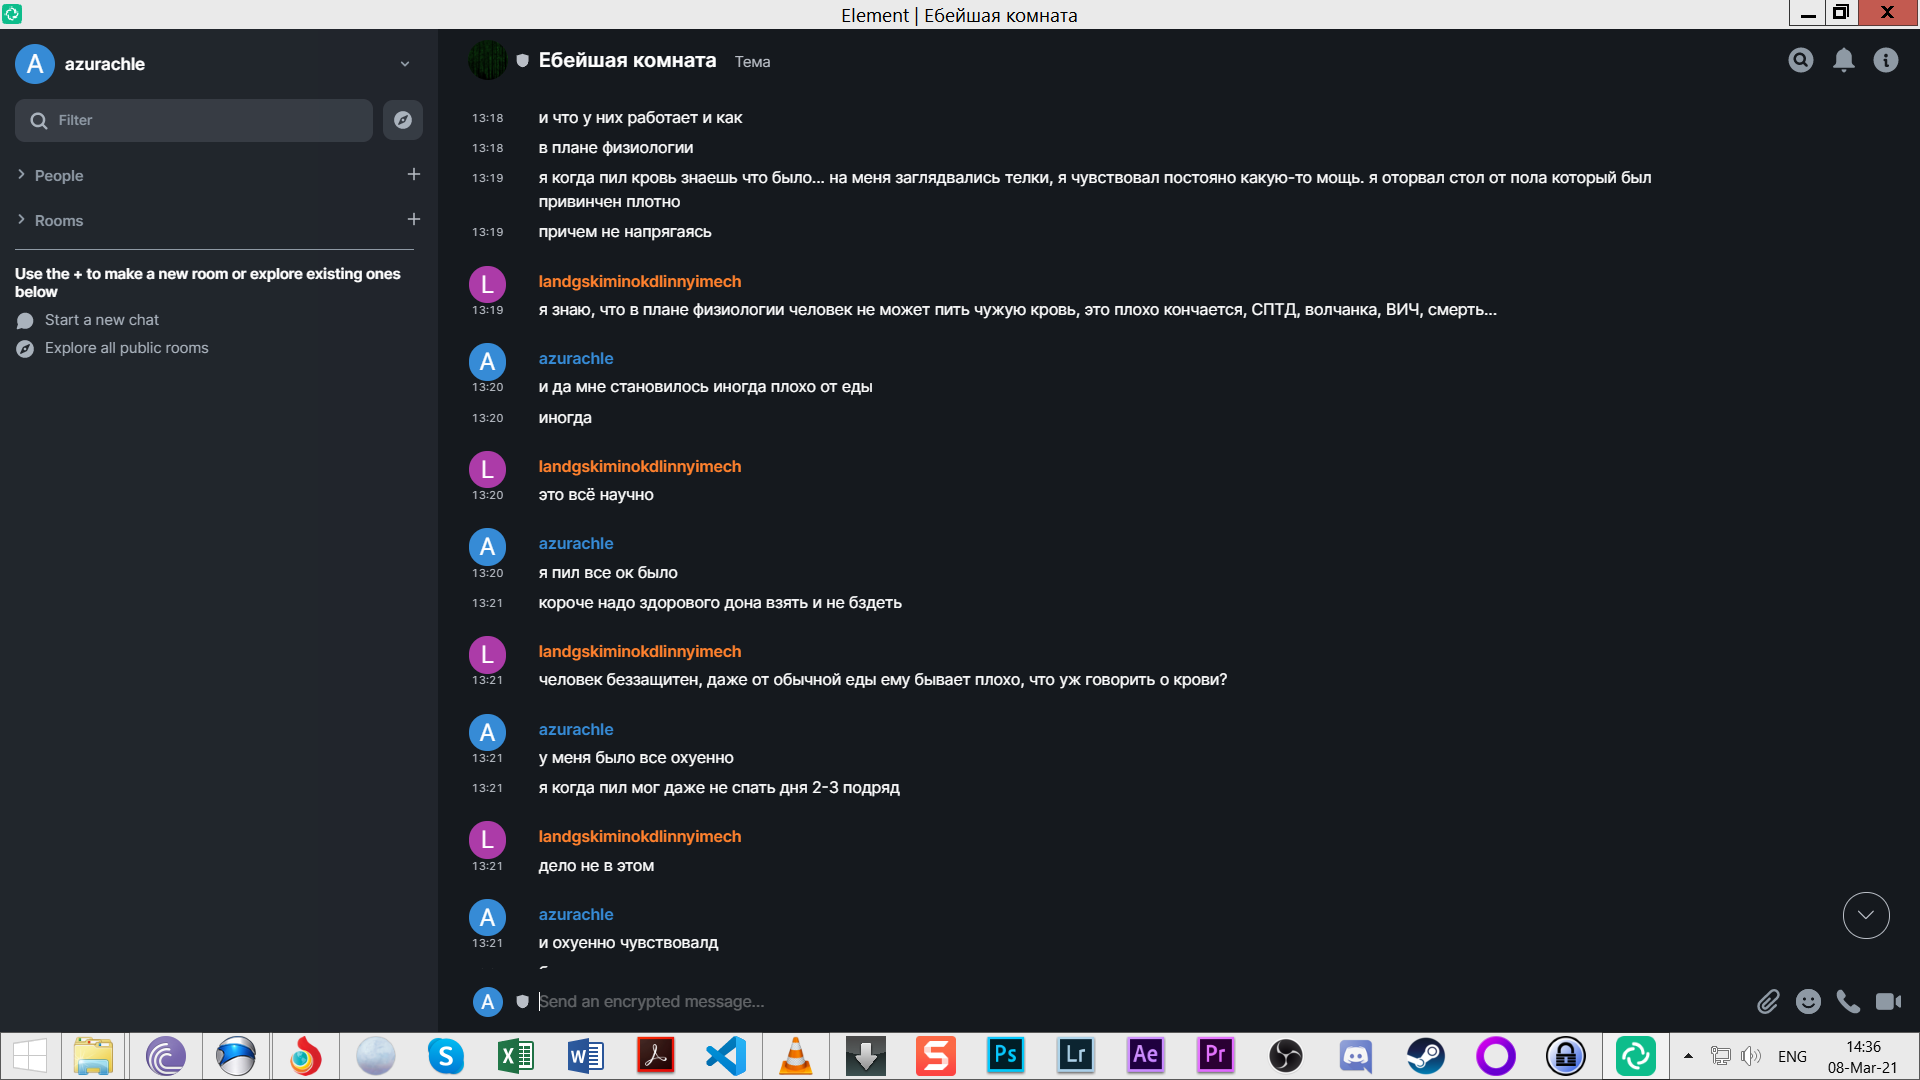 Element | Ебейшая комната
A azurachle
Filter
People
Rooms
Use the + to make a new room or explore existing ones
below
Start a new chat
Explore all public rooms
Ебейшая комната Тема
13:18 и что у них работает и как
13:18 в плане физиологии
13:19 я когда пил кровь знаешь что было... на меня заглядвались телки, я чувствовал постояно какую-то мощь. я оторвал стол от пола который был
привинчен плотно
13:19 причем не напрягаясь
L landgskiminokdlinnyimech
13:19 я знаю, что в плане физиологии человек не может пить чужую кровь, это плохо кончается, СПТД, волчанка, ВИЧ, смерть...
A azurachle
13:20 и да мне становилось иногда плохо от еды
13:20 иногда
L landgskiminokdlinnyimech
13:20 это всё научно
A azurachle
13:20 я пил все ок было
13:21 короче надо здорового дона взять и не бздеть
L landgskiminokdlinnyimech
13:21 человек беззащитен, даже от обычной еды ему бывает плохо, что уж говорить о крови?
A azurachle
13:21 у меня было все охуенно
13:21 я когда пил мог даже не спать дня 2-3 подряд
L landgskiminokdlinnyimech
13:21 дело не в этом
A azurachle
13:21 и охуенно чувствовалд
A Send an encrypted message...
S X W S Ps Lr Ae Pr ENG
14:36
08-Mar-21